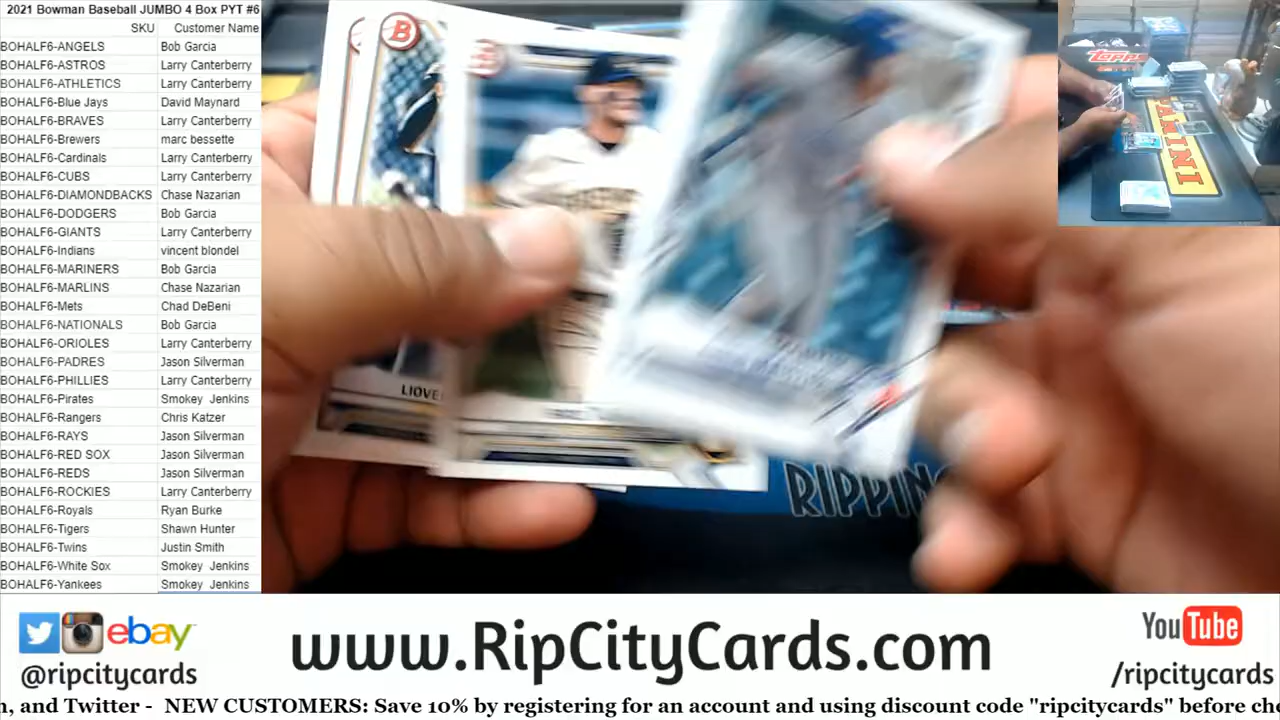 2021 Bowman Baseball JUMBO 4 Box PYT #6
SKU Customer Name
BOHALF6-ANGELS Bob Garcia
BOHALF6-ASTROS Larry Canterberry
BOHALF6-ATHLETICS Larry Canterberry
BOHALF6-Blue Jays David Maynard
BOHALF6-BRAVES Larry Canterberry
BOHALF6-Brewers marc bessette
BOHALF6-Cardinals Larry Canterberry
BOHALF6-CUBS Larry Canterberry
BOHALF6-DIAMONDBACKS Chase Nazarian
BOHALF6-DODGERS Bob Garcia
BOHALF6-GIANTS Larry Canterberry
BOHALF6-Indians vincent blondel
BOHALF6-MARINERS Bob Garcia
BOHALF6-MARLINS Chase Nazarian
BOHALF6-Mets Chad DeBeni
BOHALF6-NATIONALS Bob Garcia
BOHALF6-ORIOLES Larry Canterberry
BOHALF6-PADRES Jason Silverman
BOHALF6-PHILLIES Larry Canterberry
BOHALF6-Pirates Smokey Jenkins
BOHALF6-Rangers Chris Katzer
BOHALF6-RAYS Jason Silverman
BOHALF6-RED SOX Jason Silverman
BOHALF6-REDS Jason Silverman
BOHALF6-ROCKIES Larry Canterberry
BOHALF6-Royals Ryan Burke
BOHALF6-Tigers Shawn Hunter
BOHALF6-Twins Justin Smith
BOHALF6-White Sox Smokey Jenkins
BOHALF6-Yankees Smokey Jenkins
B
LIOVE
RIPPIN
Topps
PANINI
ebay
@ripcitycards
www.RipCityCards.com
YouTube
/ripcitycards
n, and Twitter - NEW CUSTOMERS: Save 10% by registering for an account and using discount code "ripcitycards" before che